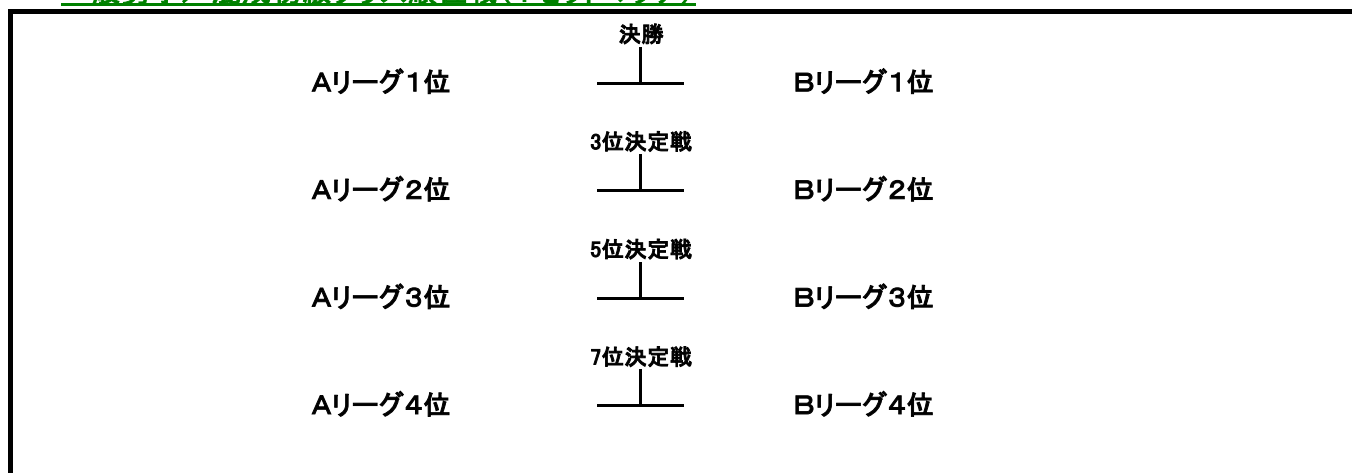 決勝
Aリーグ1位 Bリーグ1位
3位決定戦
Aリーグ2位 Bリーグ2位
5位決定戦
Aリーグ3位 Bリーグ3位
7位決定戦
Aリーグ4位 Bリーグ4位